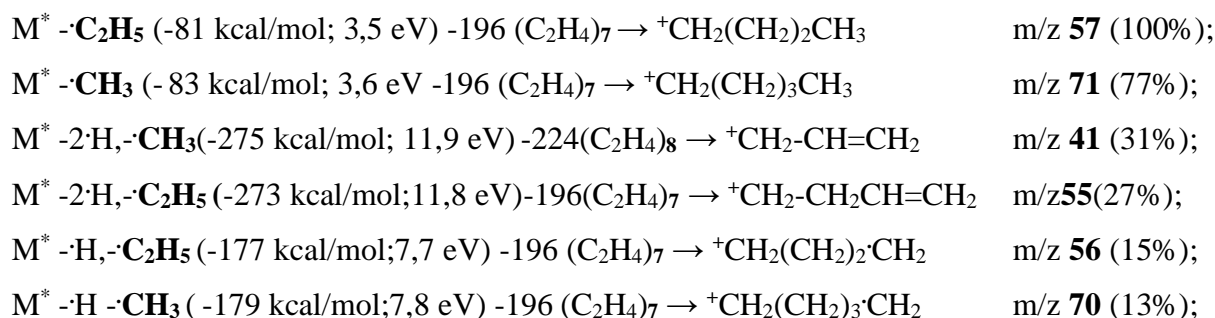 M* -·C₂H₅ (-81 kcal/mol; 3,5 eV) -196 (C₂H₄)₇ → ⁺CH₂(CH₂)₂CH₃ m/z 57 (100%);
M* -·CH₃ (- 83 kcal/mol; 3,6 eV -196 (C₂H₄)₇ → ⁺CH₂(CH₂)₃CH₃ m/z 71 (77%);
M* -2·H,-·CH₃(-275 kcal/mol; 11,9 eV) -224(C₂H₄)₈ → ⁺CH₂-CH=CH₂ m/z 41 (31%);
M* -2·H,-·C₂H₅ (-273 kcal/mol;11,8 eV)-196(C₂H₄)₇ → ⁺CH₂-CH₂CH=CH₂ m/z55(27%);
M* -·H,-·C₂H₅ (-177 kcal/mol;7,7 eV) -196 (C₂H₄)₇ → ⁺CH₂(CH₂)₂·CH₂ m/z 56 (15%);
M* -·H -·CH₃ ( -179 kcal/mol;7,8 eV) -196 (C₂H₄)₇ → ⁺CH₂(CH₂)₃·CH₂ m/z 70 (13%);